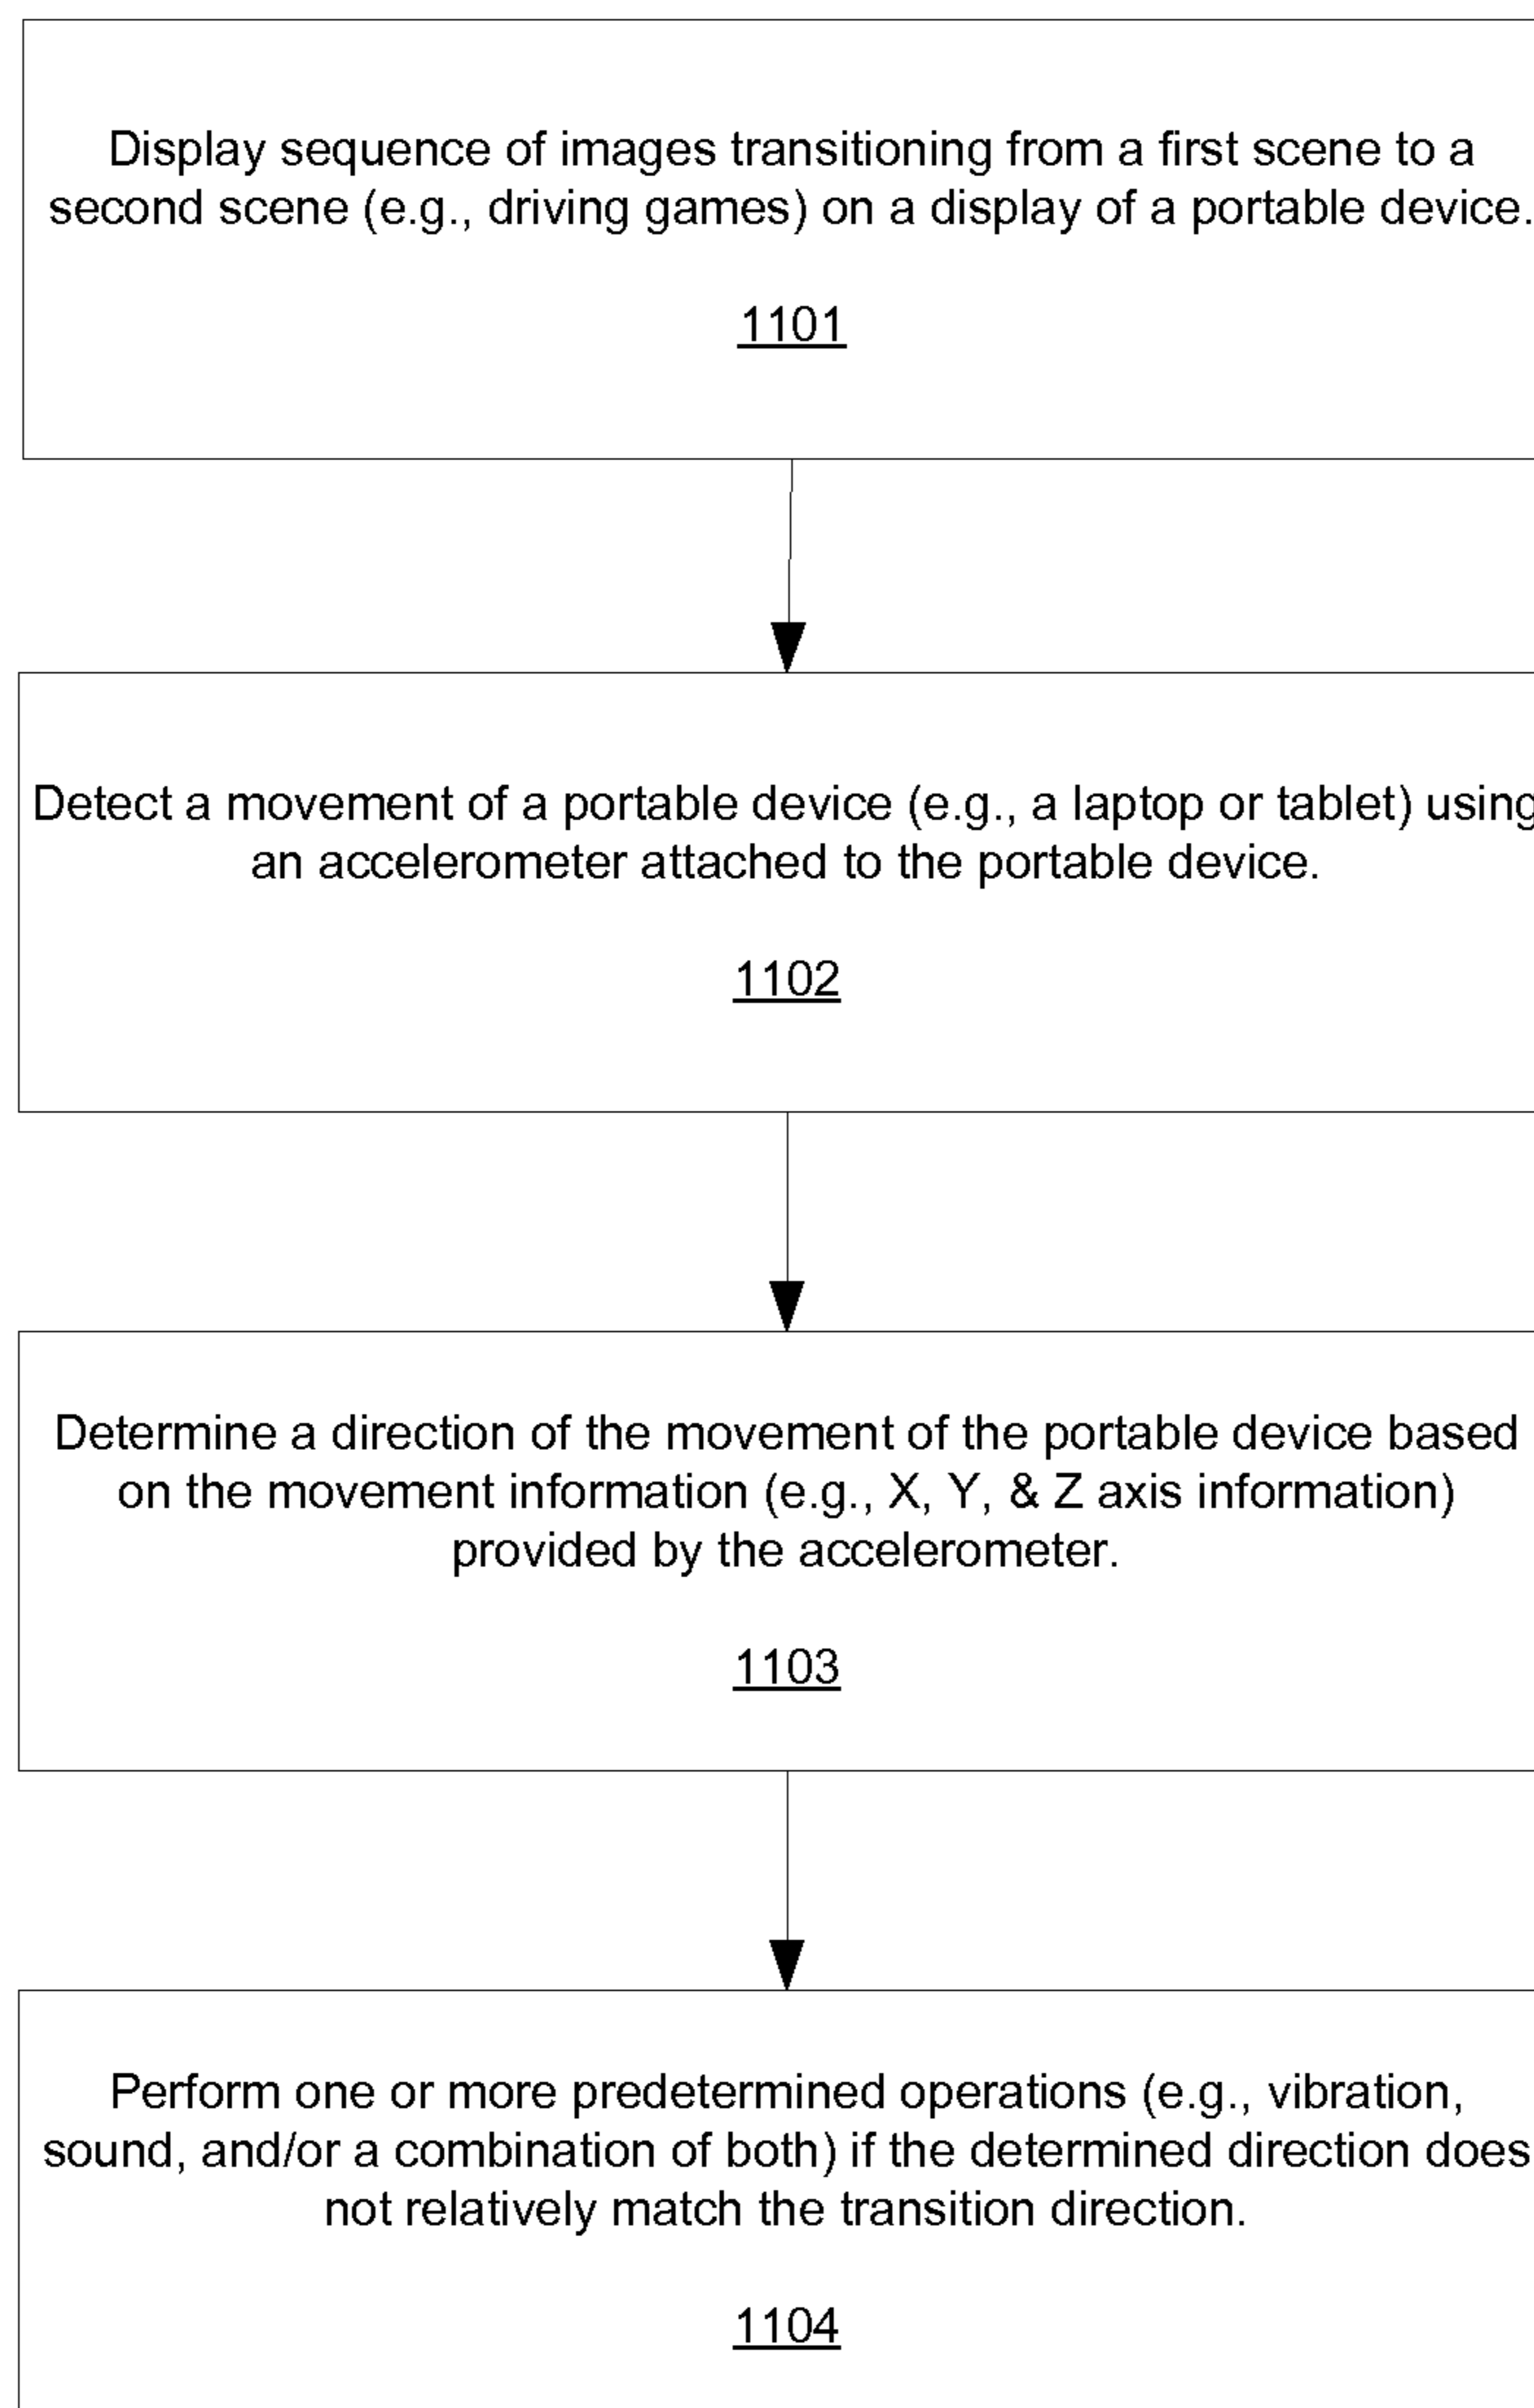 Display sequence of images transitioning from a first scene to a
second scene (e.g., driving games) on a display of a portable device.
1101
Detect a movement of a portable device (e.g., a laptop or tablet) using
an accelerometer attached to the portable device.
1102
Determine a direction of the movement of the portable device based
on the movement information (e.g., X, Y, & Z axis information)
provided by the accelerometer.
1103
Perform one or more predetermined operations (e.g., vibration,
sound, and/or a combination of both) if the determined direction does
not relatively match the transition direction.
1104